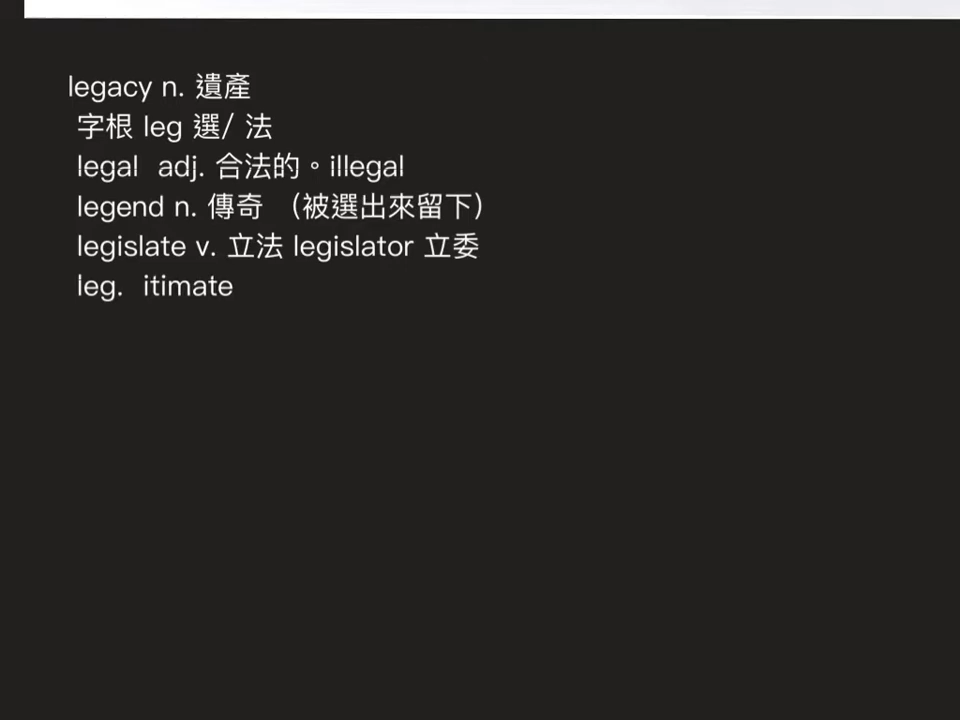 legacy n. 遺產
字根 leg 選/ 法
legal adj. 合法的。illegal
legend n. 傳奇 （被選出來留下）
legislate v. 立法 legislator 立委
leg. itimate